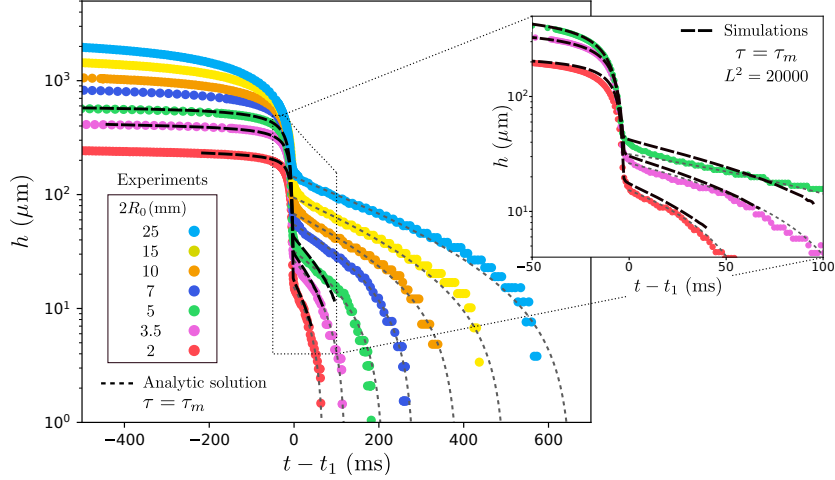 10³
10²
10¹
10⁰
h (μm)
−400
−200
0
200
400
600
t − t₁ (ms)
Experiments
2R₀(mm)
25
15
10
7
5
3.5
2
Analytic solution
τ = τₘ
Simulations
τ = τₘ
L² = 20000
10²
10¹
h (μm)
−50
0
50
100
t − t₁ (ms)